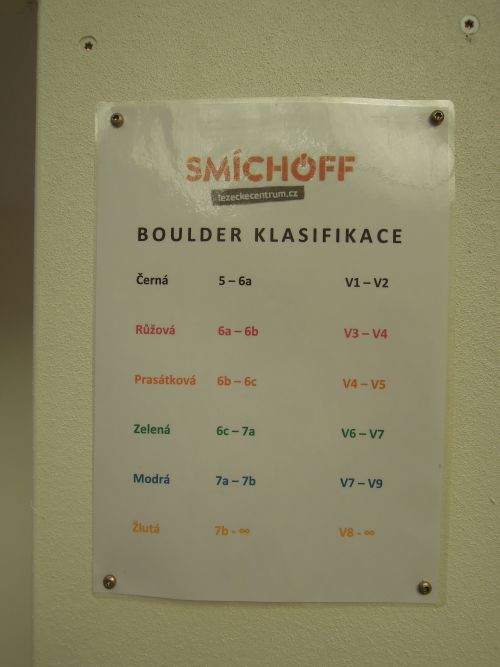 SMÍCHOFF
lezeckecentrum.cz
BOULDER KLASIFIKACE
Černá 5 – 6a V1 – V2
Růžová 6a – 6b V3 – V4
Prasátková 6b – 6c V4 – V5
Zelená 6c – 7a V6 – V7
Modrá 7a – 7b V7 – V9
Žlutá 7b - ∞ V8 - ∞